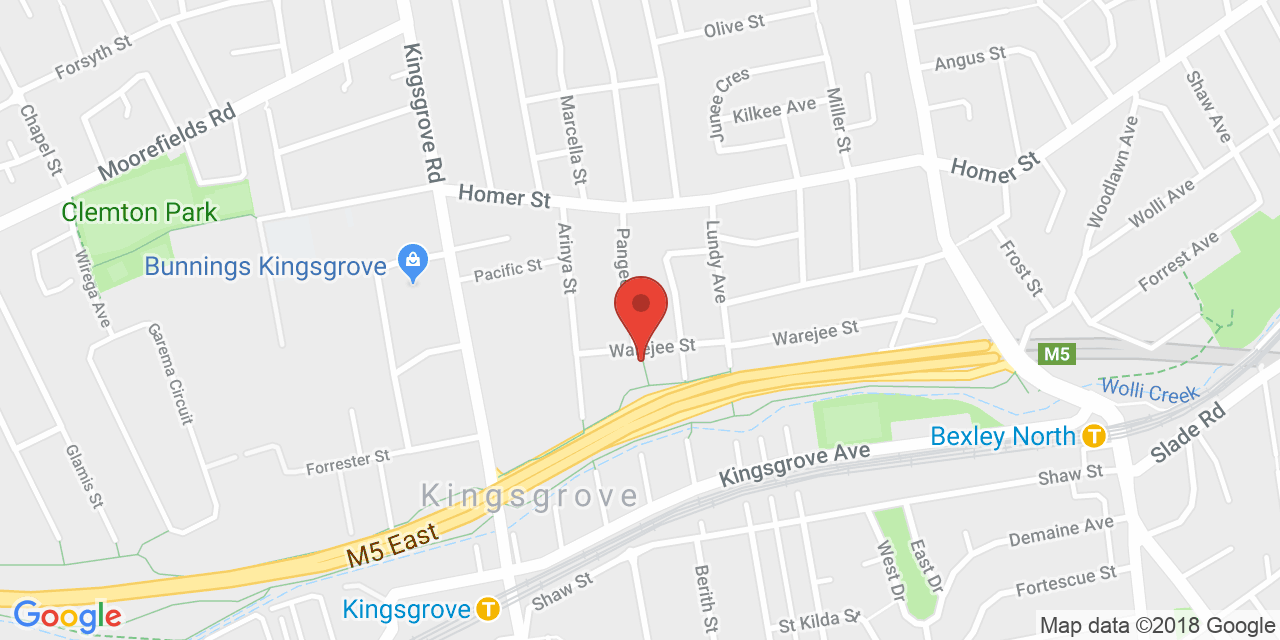 Olive St
Forsyth St
Angus St
Kingsgrove Rd
Junee Cres
Shaw Ave
Marcella St
Kilkee Ave
Miller St
Chapel St
Moorefields Rd
Woodlawn Ave
Homer St
Homer St
Wolli Ave
Clemton Park
Pange
Lundy Ave
Arinya St
Forrest Ave
Frost St
Bunnings Kingsgrove
Pacific St
Wirega Ave
Warejee St
Warejee St
M5
Garema Circuit
Wolli Creek
Slade Rd
Bexley North
T
Kingsgrove Ave
Forrester St
Glamis St
Shaw St
Kingsgrove
M5 East
Demaine Ave
East Dr
West Dr
Fortescue St
Berith St
Shaw St
Kingsgrove
T
St Kilda S
Google
Map data ©2018 Google